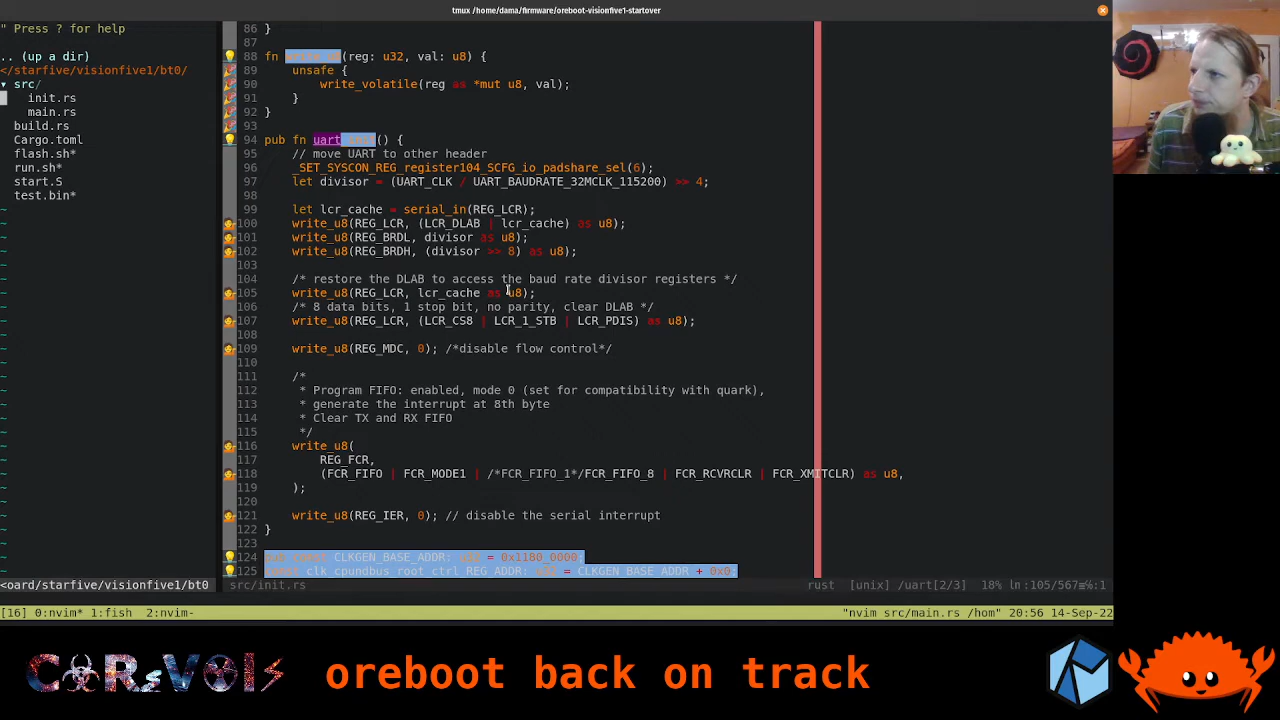 tmux /home/dama/firmware/oreboot-visionfive1-startover
" Press ? for help
.. (up a dir)
</starfive/visionfive1/bt0/
▾ src/
init.rs
main.rs
build.rs
Cargo.toml
flash.sh*
run.sh*
start.S
test.bin*
86 }
87
88 fn write_u8(reg: u32, val: u8) {
89 unsafe {
90 write_volatile(reg as *mut u8, val);
91 }
92 }
93
94 pub fn uart_init() {
95 // move UART to other header
96 _SET_SYSCON_REG_register104_SCFG_io_padshare_sel(6);
97 let divisor = (UART_CLK / UART_BAUDRATE_32MCLK_115200) >> 4;
98
99 let lcr_cache = serial_in(REG_LCR);
100 write_u8(REG_LCR, (LCR_DLAB | lcr_cache) as u8);
101 write_u8(REG_BRDL, divisor as u8);
102 write_u8(REG_BRDH, (divisor >> 8) as u8);
103
104 /* restore the DLAB to access the baud rate divisor registers */
105 write_u8(REG_LCR, lcr_cache as u8);
106 /* 8 data bits, 1 stop bit, no parity, clear DLAB */
107 write_u8(REG_LCR, (LCR_CS8 | LCR_1_STB | LCR_PDIS) as u8);
108
109 write_u8(REG_MDC, 0); /*disable flow control*/
110
111 /*
112 * Program FIFO: enabled, mode 0 (set for compatibility with quark),
113 * generate the interrupt at 8th byte
114 * Clear TX and RX FIFO
115 */
116 write_u8(
117 REG_FCR,
118 (FCR_FIFO | FCR_MODE1 | /*FCR_FIFO_1*/FCR_FIFO_8 | FCR_RCVRCLR | FCR_XMITCLR) as u8,
119 );
120
121 write_u8(REG_IER, 0); // disable the serial interrupt
122 }
123
124 pub const CLKGEN_BASE_ADDR: u32 = 0x1180_0000;
125 const clk_cpundbus_root_ctrl_REG_ADDR: u32 = CLKGEN_BASE_ADDR + 0x0;
<oard/starfive/visionfive1/bt0 src/init.rs rust [unix] /uart[2/3] 18% ln:105/567≡℅:1
[16] 0:nvim* 1:fish 2:nvim- "nvim src/main.rs /hom" 20:56 14-Sep-22
oreboot back on track